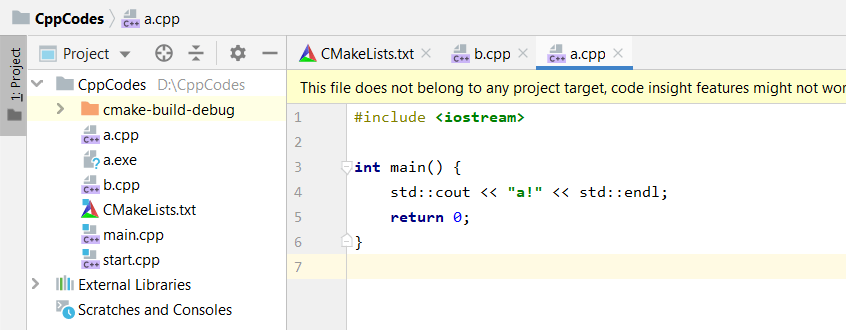 CppCodes a.cpp
1: Project
Project
CMakeLists.txt b.cpp a.cpp
CppCodes D:\CppCodes
cmake-build-debug
a.cpp
a.exe
b.cpp
CMakeLists.txt
main.cpp
start.cpp
External Libraries
Scratches and Consoles
This file does not belong to any project target, code insight features might not wor
1 #include <iostream>
2
3 int main() {
4 std::cout << "a!" << std::endl;
5 return 0;
6 }
7